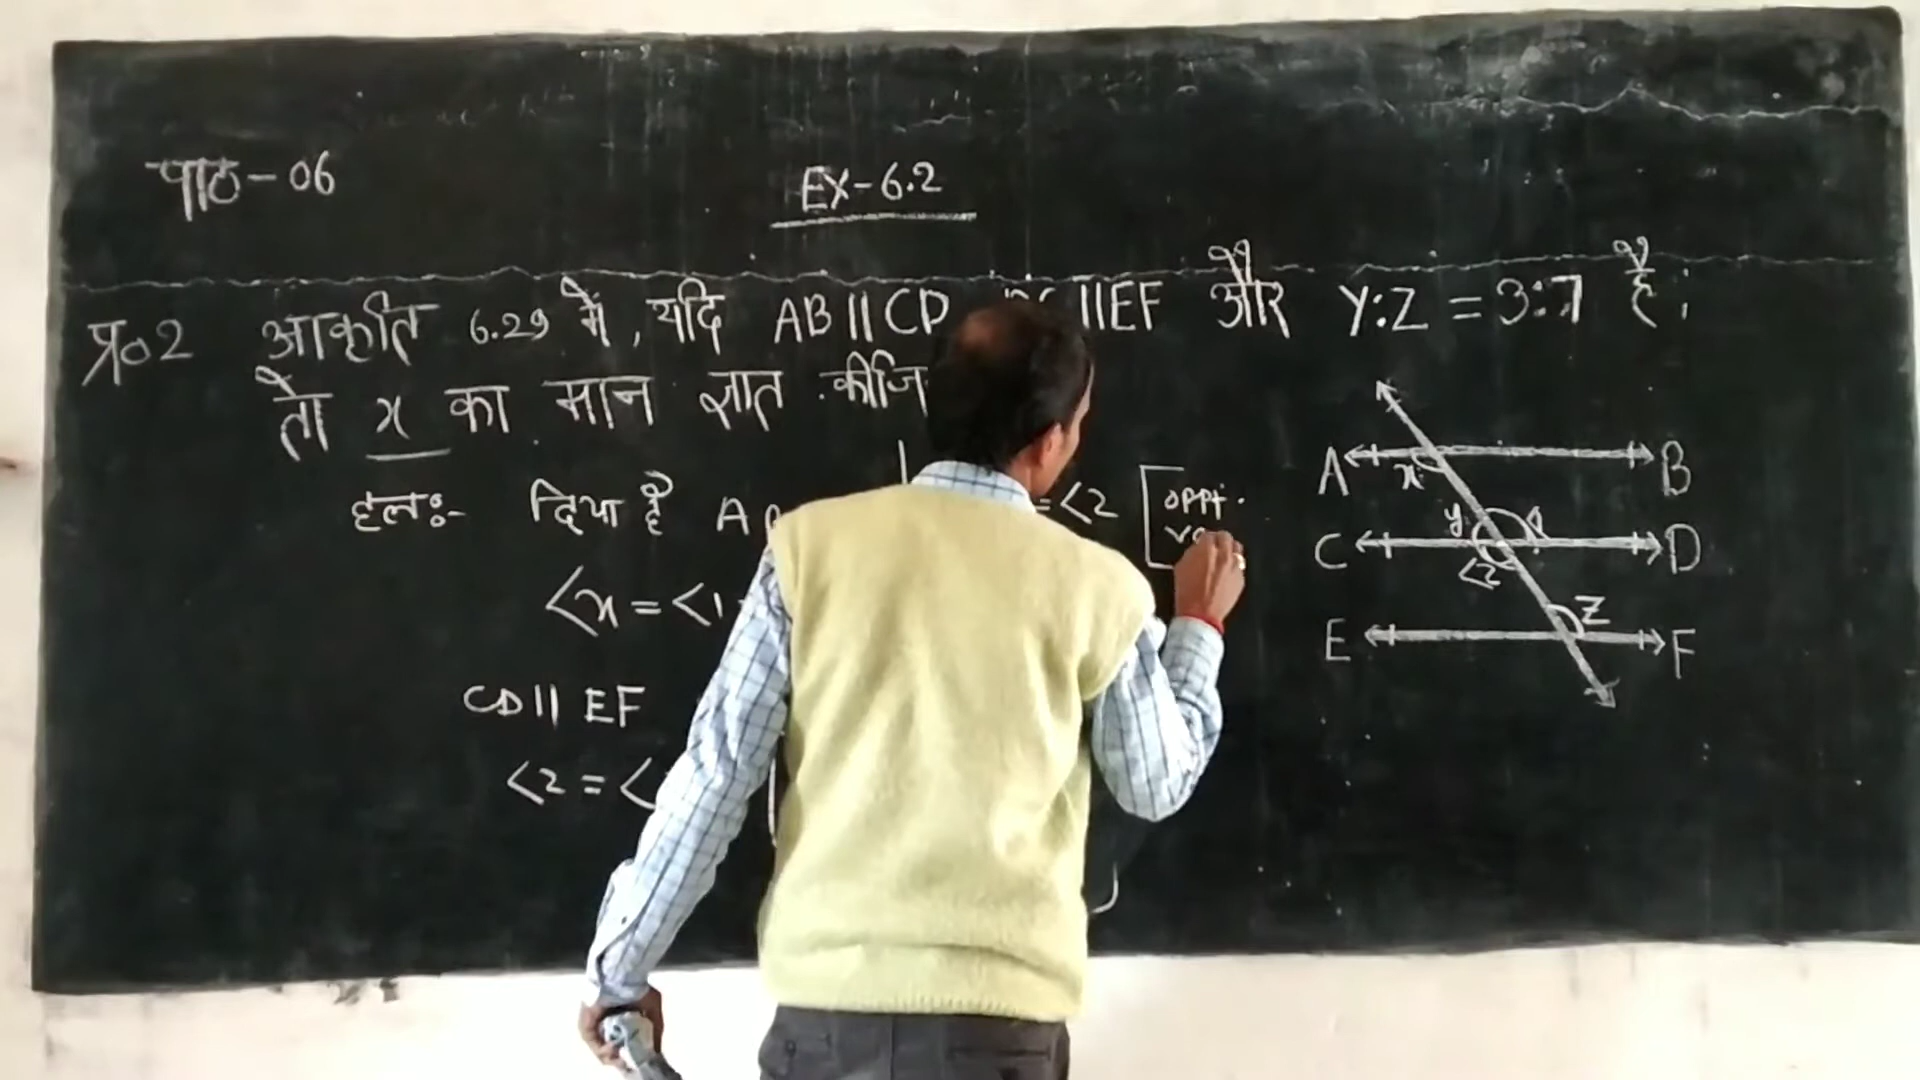 पाठ-06
EX-6.2
प्र०2 आकृति 6.29 में, यदि AB||CD ||EF और Y:Z = 3:7 है;
तो x का मान ज्ञात कीजि
हलः- दिया है A
<x = <1
CD|| EF
<2 = <
= <2 [oppt.
A B
x
y
C D
<2
Z
E F